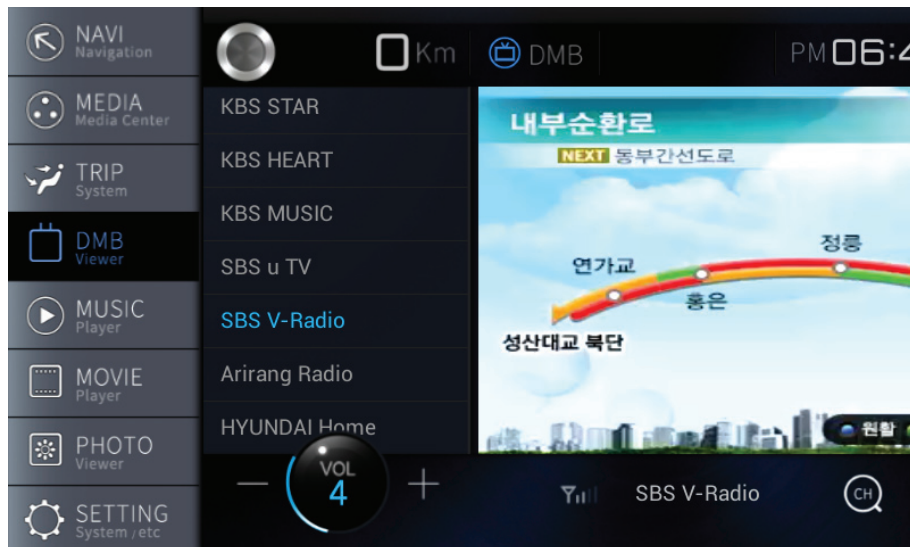 NAVI
Navigation
MEDIA
Media Center
TRIP
System
DMB
Viewer
MUSIC
Player
MOVIE
Player
PHOTO
Viewer
SETTING
System / etc
0 Km
DMB
PM 06:4
KBS STAR
KBS HEART
KBS MUSIC
SBS u TV
SBS V-Radio
Arirang Radio
HYUNDAI Home
내부순환로
NEXT 동부간선도로
정릉
연가교
홍은
성산대교 북단
원활
VOL
4
SBS V-Radio
CH